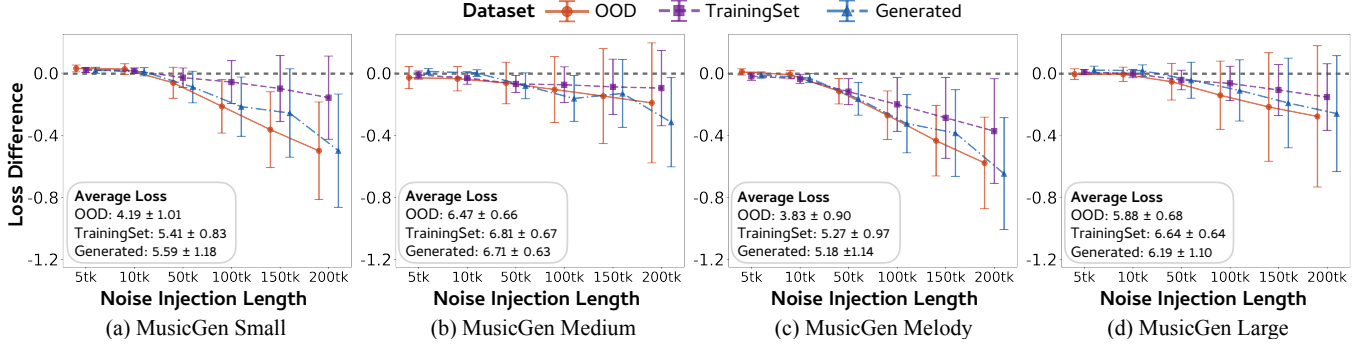 Dataset OOD TrainingSet Generated
Loss Difference
0.0
-0.4
-0.8
-1.2
Average Loss
OOD: 4.19 ± 1.01
TrainingSet: 5.41 ± 0.83
Generated: 5.59 ± 1.18
5tk 10tk 50tk 100tk 150tk 200tk
Noise Injection Length
(a) MusicGen Small
0.0
-0.4
-0.8
-1.2
Average Loss
OOD: 6.47 ± 0.66
TrainingSet: 6.81 ± 0.67
Generated: 6.71 ± 0.63
5tk 10tk 50tk 100tk 150tk 200tk
Noise Injection Length
(b) MusicGen Medium
0.0
-0.4
-0.8
-1.2
Average Loss
OOD: 3.83 ± 0.90
TrainingSet: 5.27 ± 0.97
Generated: 5.18 ±1.14
5tk 10tk 50tk 100tk 150tk 200tk
Noise Injection Length
(c) MusicGen Melody
0.0
-0.4
-0.8
-1.2
Average Loss
OOD: 5.88 ± 0.68
TrainingSet: 6.64 ± 0.64
Generated: 6.19 ± 1.10
5tk 10tk 50tk 100tk 150tk 200tk
Noise Injection Length
(d) MusicGen Large